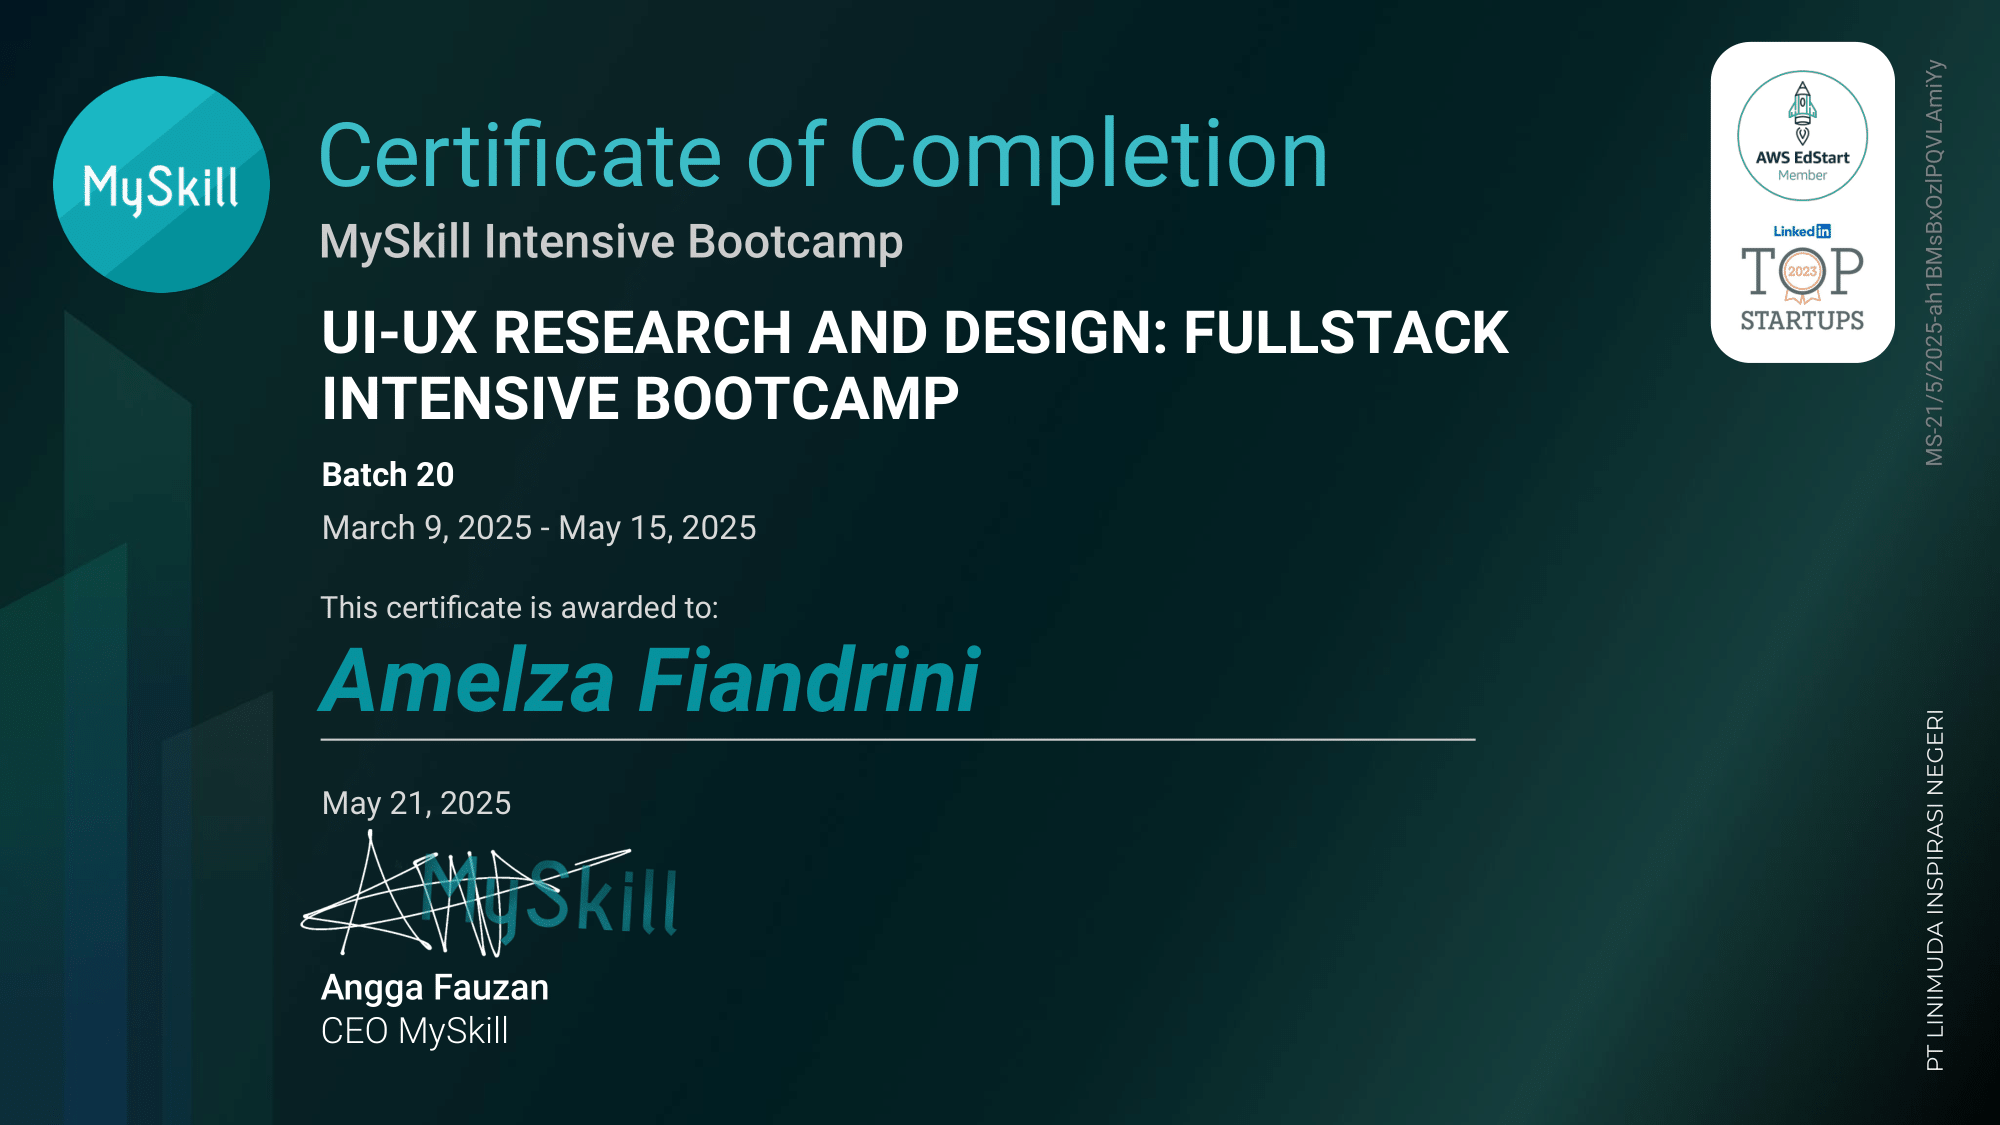 MySkill
Certificate of Completion
MySkill Intensive Bootcamp
UI-UX RESEARCH AND DESIGN: FULLSTACK
INTENSIVE BOOTCAMP
Batch 20
March 9, 2025 - May 15, 2025
This certificate is awarded to:
Amelza Fiandrini
May 21, 2025
MySkill
Angga Fauzan
CEO MySkill
AWS EdStart
Member
LinkedIn
TOP
2023
STARTUPS
MS-21/5/2025-ah1BMsBxOzlPQVLAmiYy
PT LINIMUDA INSPIRASI NEGERI